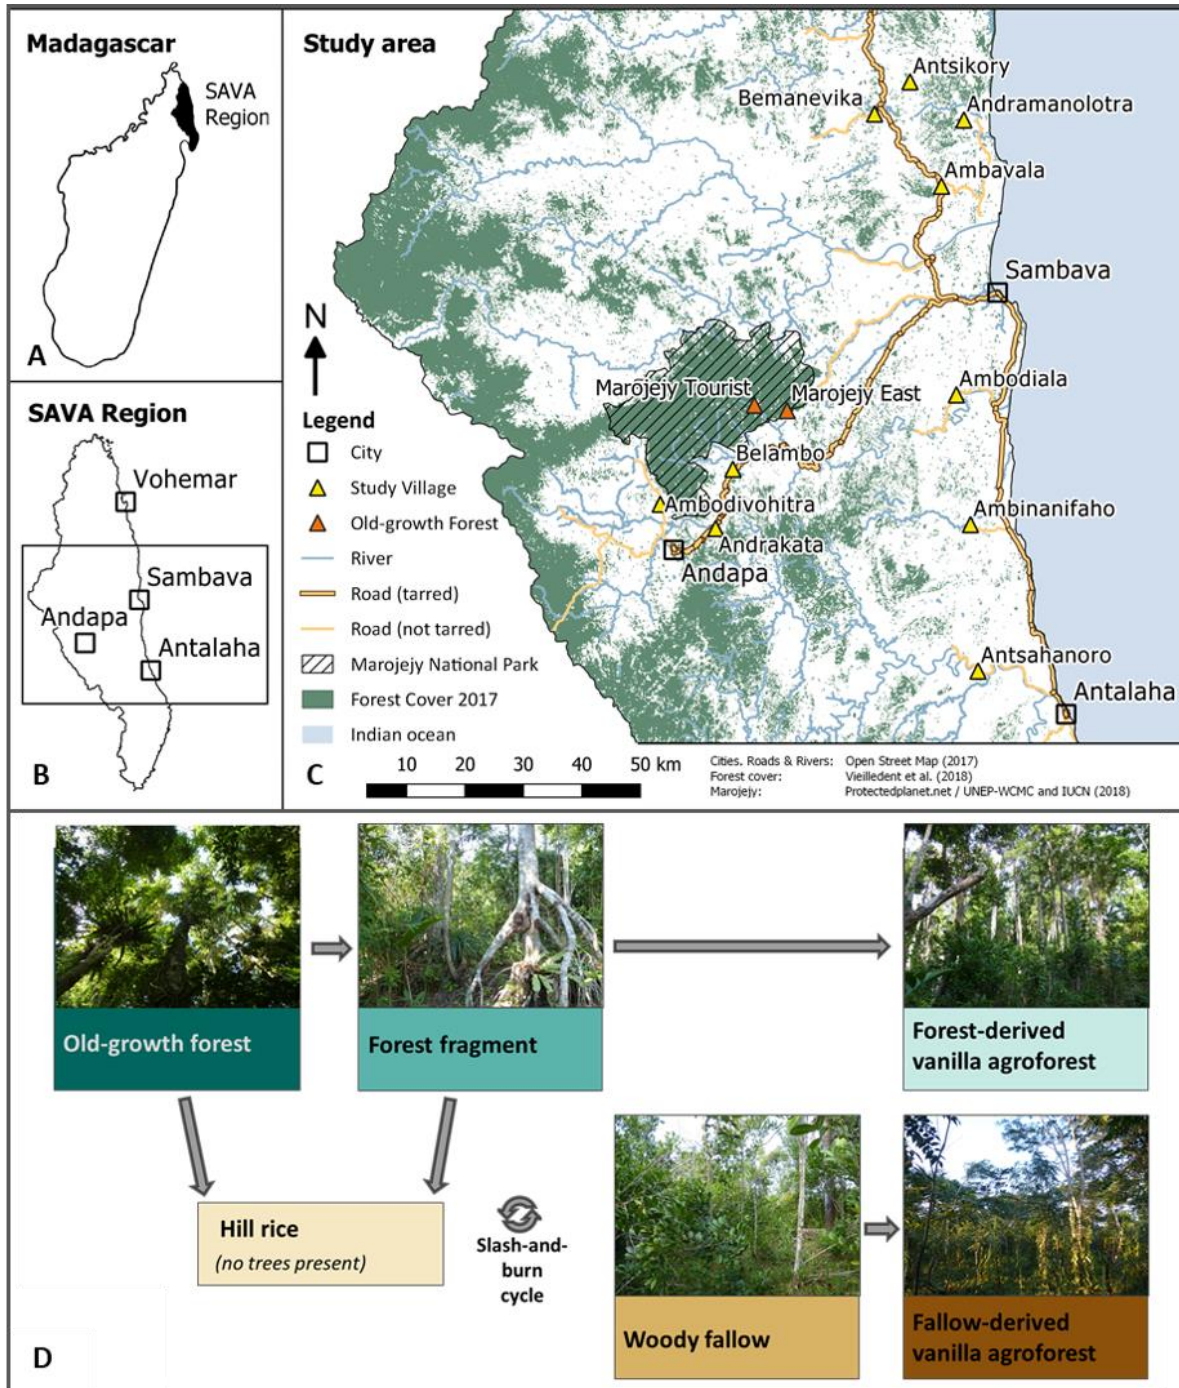 Madagascar
SAVA
Region
A
SAVA Region
Vohemar
Sambava
Andapa
Antalaha
B
Study area
Antsikory
Bemanevika
Andramanolotra
Ambavala
Sambava
N
Marojejy Tourist
Marojejy East
Ambodiala
Belambo
Ambodivohitra
Ambinanifaho
Andrakata
Andapa
Antsahanoro
Antalaha
Legend
City
Study Village
Old-growth Forest
River
Road (tarred)
Road (not tarred)
Marojejy National Park
Forest Cover 2017
Indian ocean
C
10 20 30 40 50 km
Cities. Roads & Rivers: Open Street Map (2017)
Forest cover: Vieilledent et al. (2018)
Marojejy: Protectedplanet.net / UNEP-WCMC and IUCN (2018)
Old-growth forest
Forest fragment
Forest-derived
vanilla agroforest
Hill rice
(no trees present)
Slash-and-
burn
cycle
Woody fallow
Fallow-derived
vanilla agroforest
D